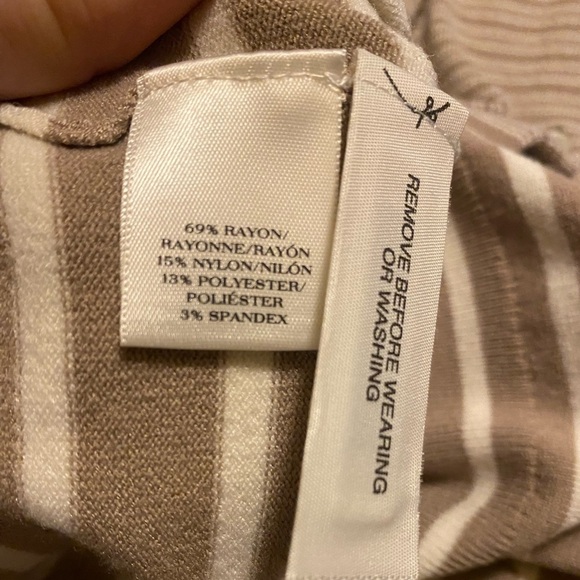 69% RAYON/
RAYONNE/RAYÓN
15% NYLON/NILÓN
13% POLYESTER/
POLIÉSTER
3% SPANDEX
REMOVE BEFORE WEARING
OR WASHING